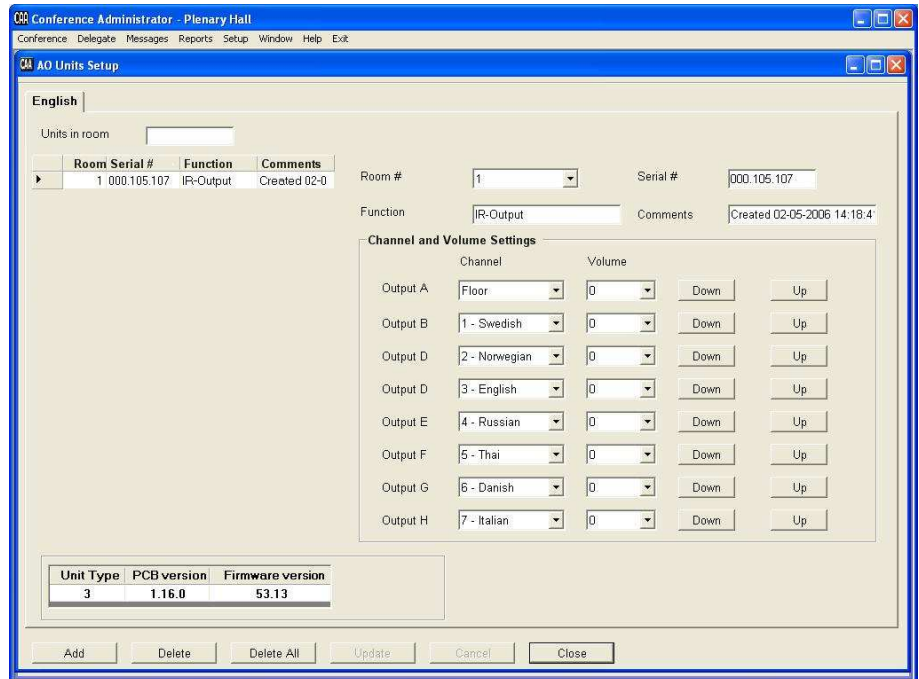 CAA Conference Administrator - Plenary Hall
Conference Delegate Messages Reports Setup Window Help Exit
CAA AO Units Setup
English
Units in room
Room Serial # Function Comments
1 000.105.107 IR-Output Created 02-0
Room # 1 Serial # 000.105.107
Function IR-Output Comments Created 02-05-2006 14:18:4
Channel and Volume Settings
Channel Volume
Output A Floor 0 Down Up
Output B 1 - Swedish 0 Down Up
Output D 2 - Norwegian 0 Down Up
Output D 3 - English 0 Down Up
Output E 4 - Russian 0 Down Up
Output F 5 - Thai 0 Down Up
Output G 6 - Danish 0 Down Up
Output H 7 - Italian 0 Down Up
Unit Type PCB version Firmware version
3 1.16.0 53.13
Add Delete Delete All Update Cancel Close